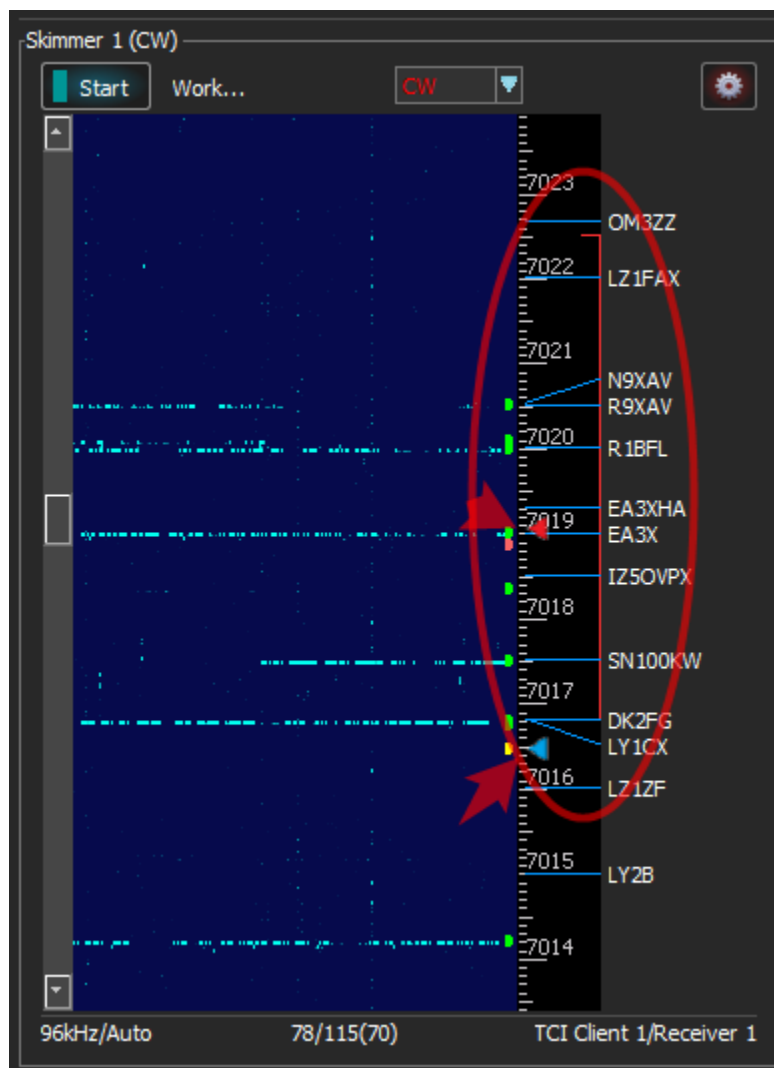 Skimmer 1 (CW)
Start Work... CW
7023
OM3ZZ
7022
LZ1FAX
7021
N9XAV
R9XAV
7020
R1BFL
EA3XHA
7019
EA3X
IZ5OVPX
7018
SN100KW
7017
DK2FG
LY1CX
7016
LZ1ZF
7015
LY2B
7014
96kHz/Auto 78/115(70) TCI Client 1/Receiver 1